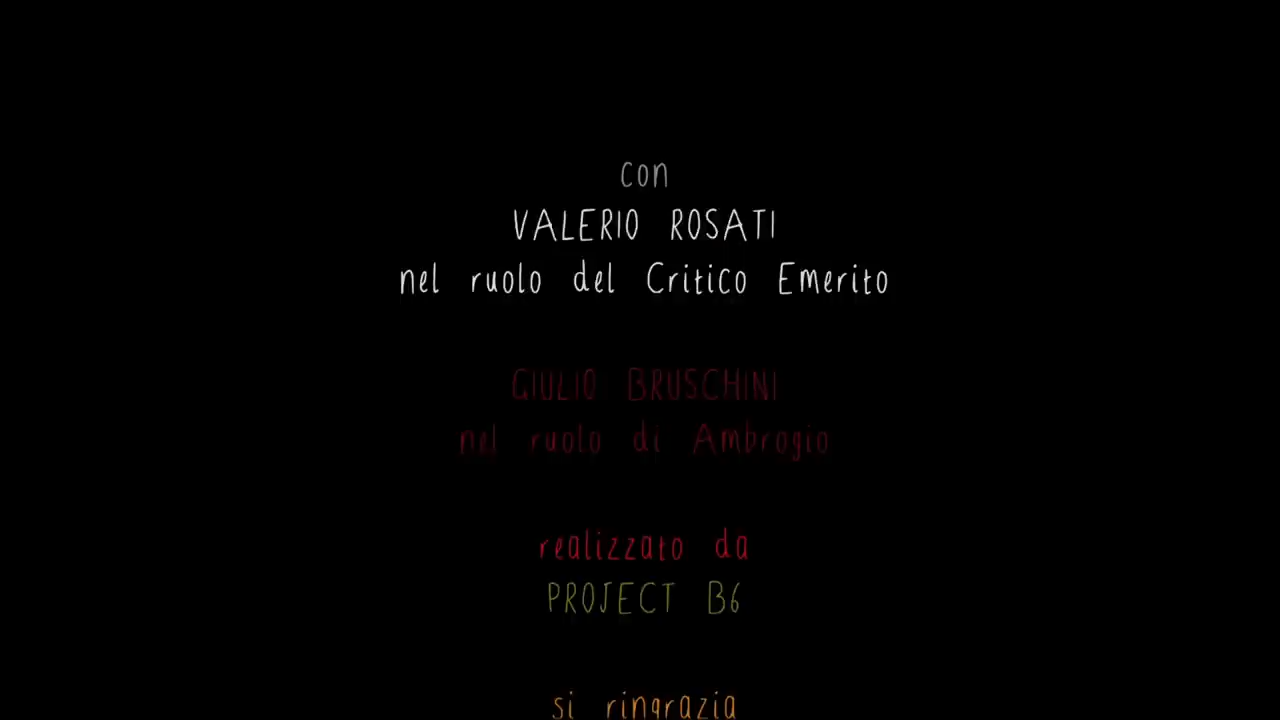 con
VALERIO ROSATI
nel ruolo del Critico Emerito
GIULIO BRUSCHINI
nel ruolo di Ambrogio
realizzato da
PROJECT B6
si ringrazia